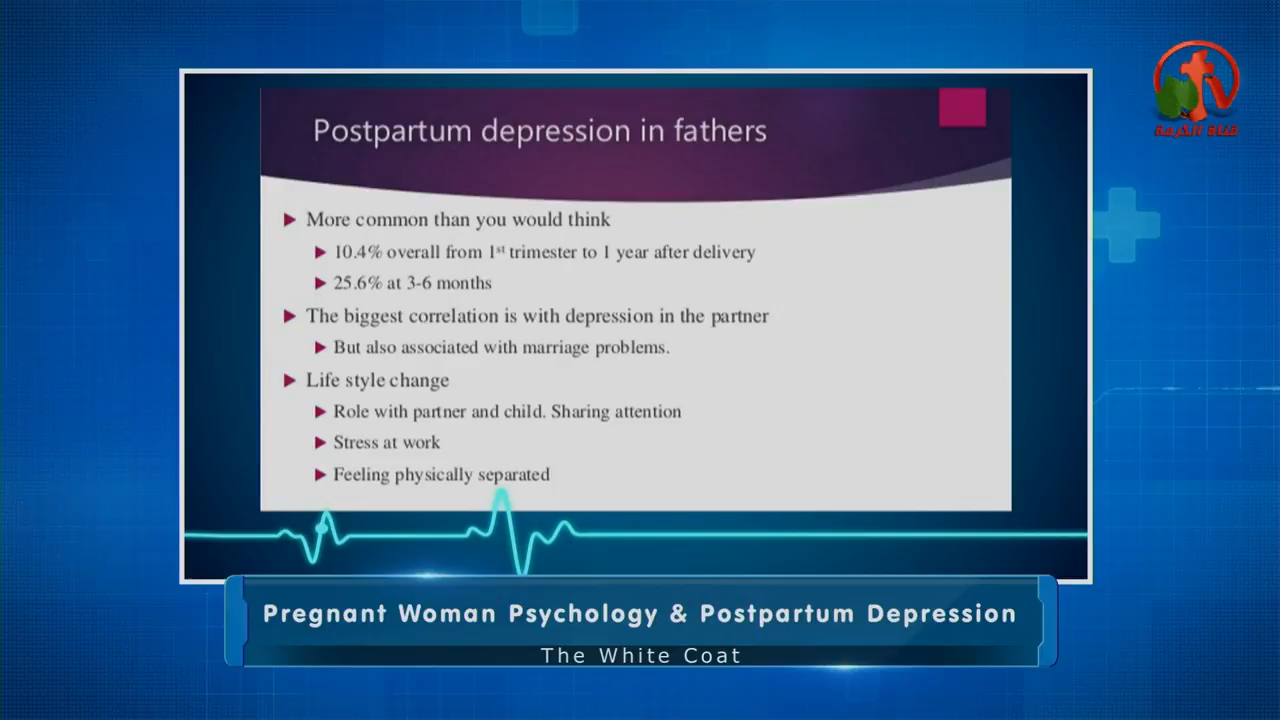 Postpartum depression in fathers
More common than you would think
10.4% overall from 1st trimester to 1 year after delivery
25.6% at 3-6 months
The biggest correlation is with depression in the partner
But also associated with marriage problems.
Life style change
Role with partner and child. Sharing attention
Stress at work
Feeling physically separated
Pregnant Woman Psychology & Postpartum Depression
The White Coat
tv
قناة الكرمة